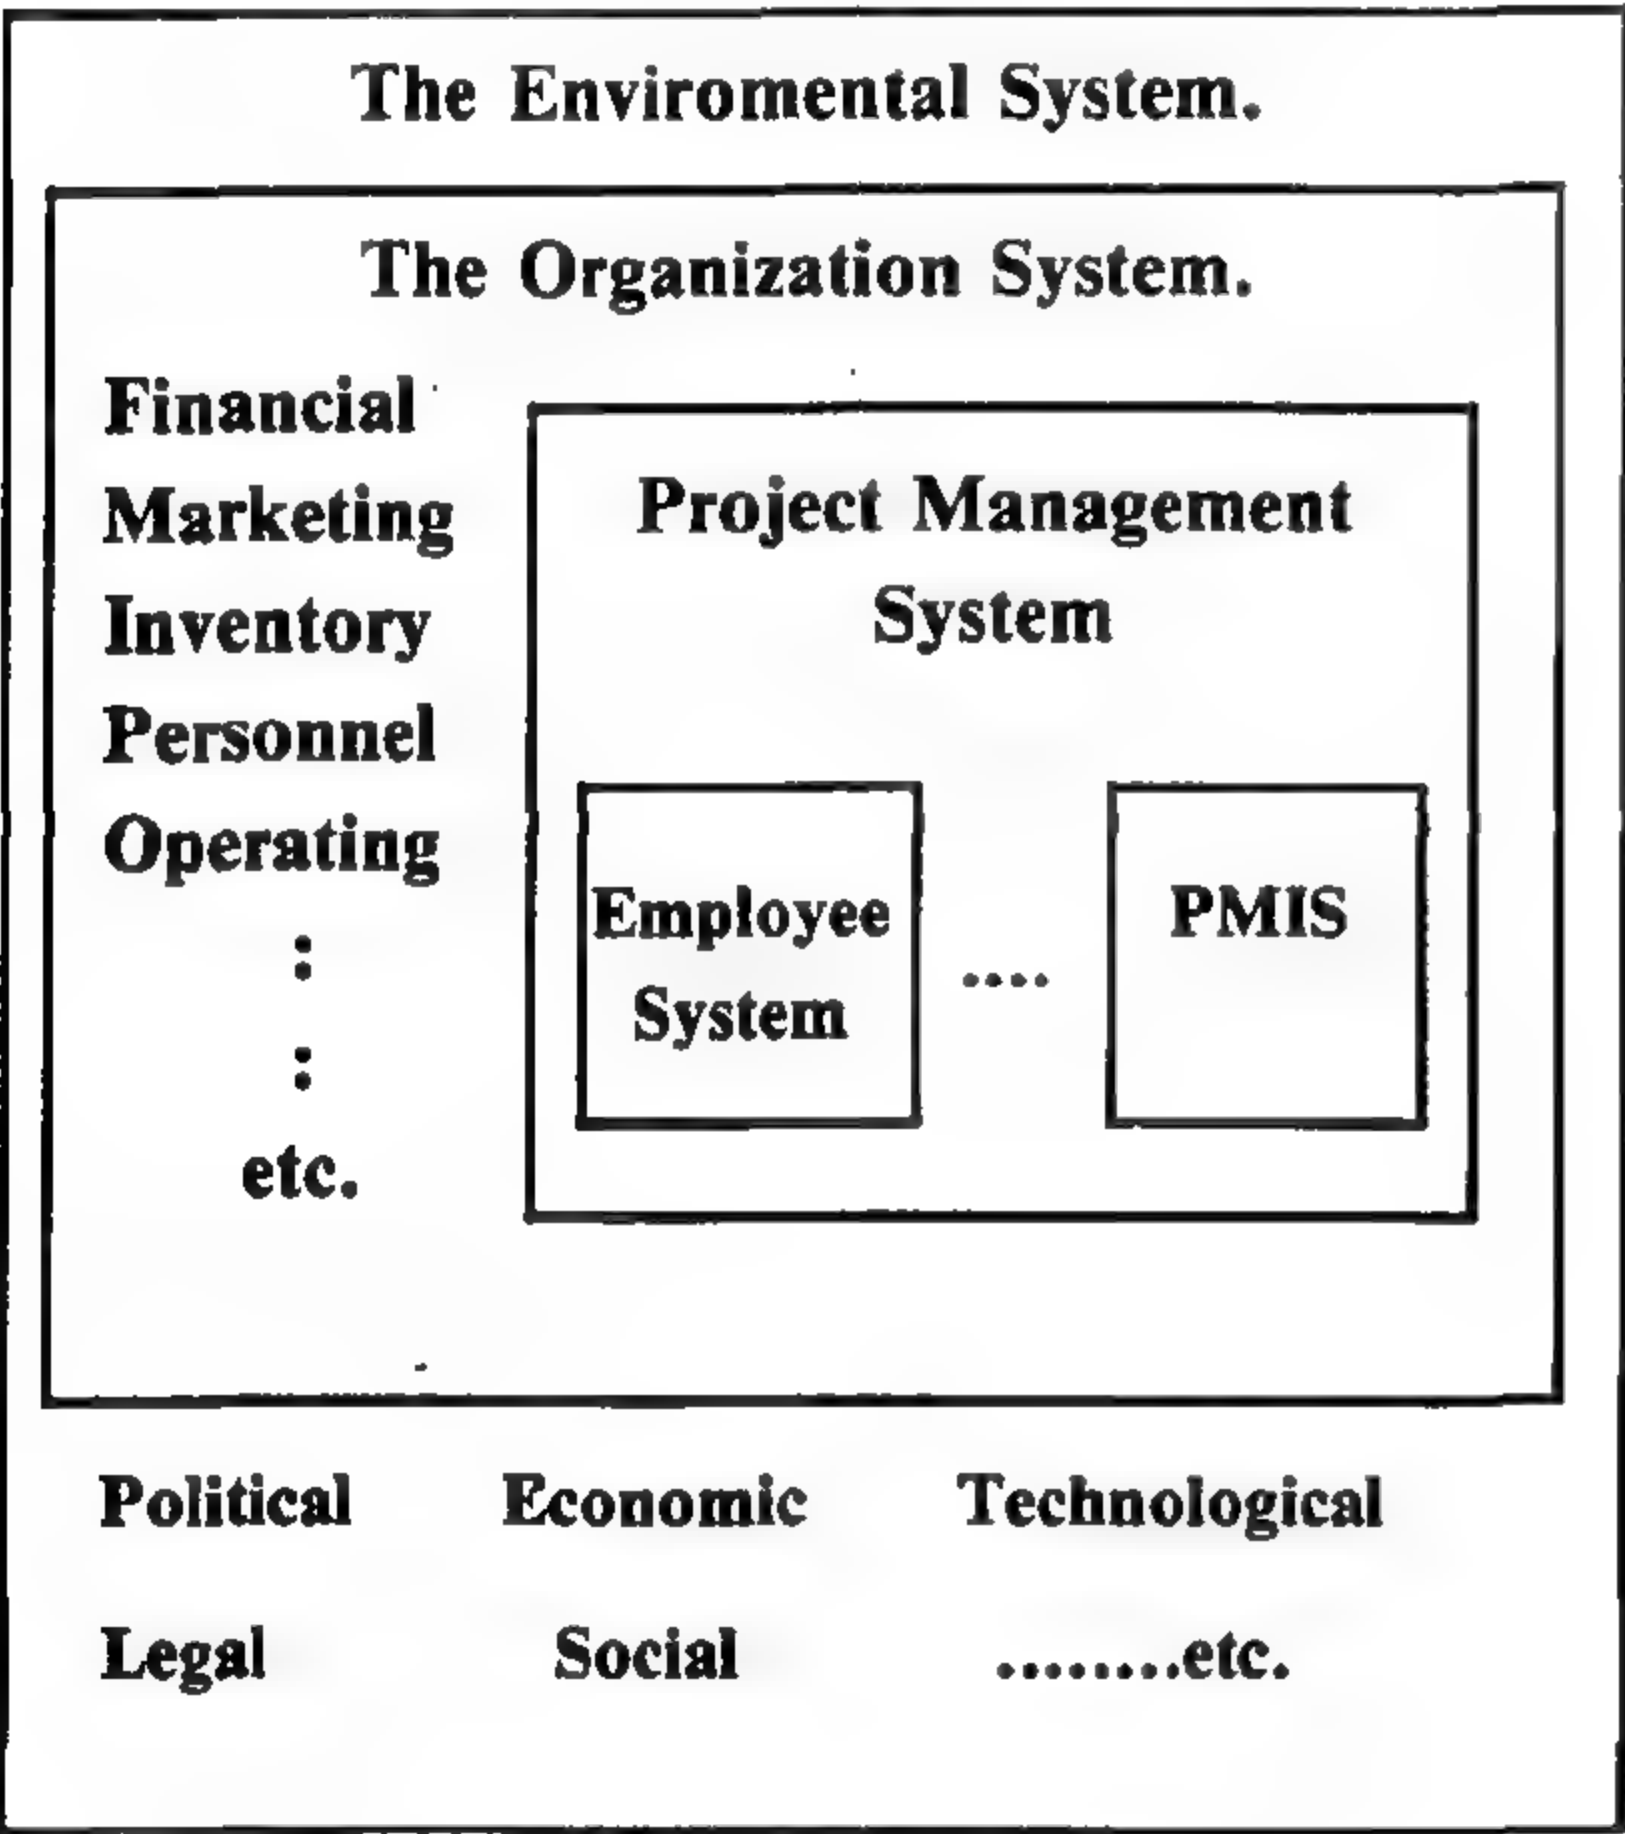 The Enviromental System.
The Organization System.
Financial
Marketing
Inventory
Personnel
Operating
:
:
etc.
Project Management
System
Employee
System
....
PMIS
Political Economic Technological
Legal Social ........etc.